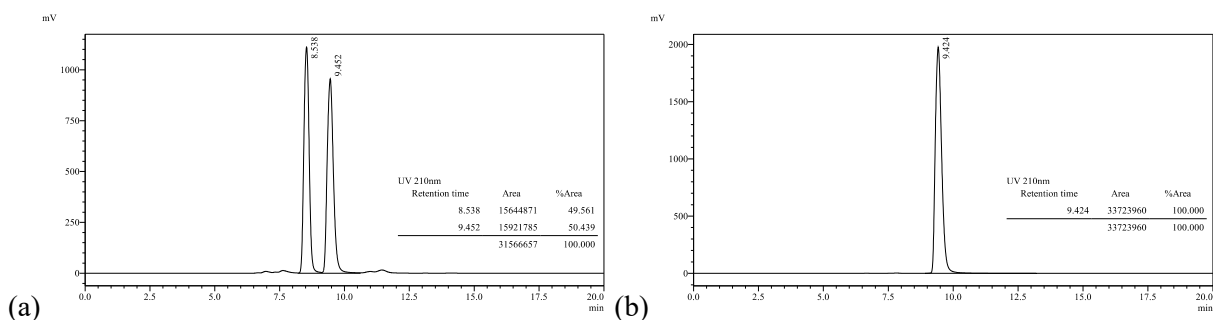 mV
8.538
9.452
1000
750
500
250
0
UV 210nm
Retention time Area %Area
8.538 15644871 49.561
9.452 15921785 50.439
31566657 100.000
0.0 2.5 5.0 7.5 10.0 12.5 15.0 17.5 20.0
min
(a)
mV
9.424
2000
1500
1000
500
0
UV 210nm
Retention time Area %Area
9.424 33723960 100.000
33723960 100.000
0.0 2.5 5.0 7.5 10.0 12.5 15.0 17.5 20.0
min
(b)